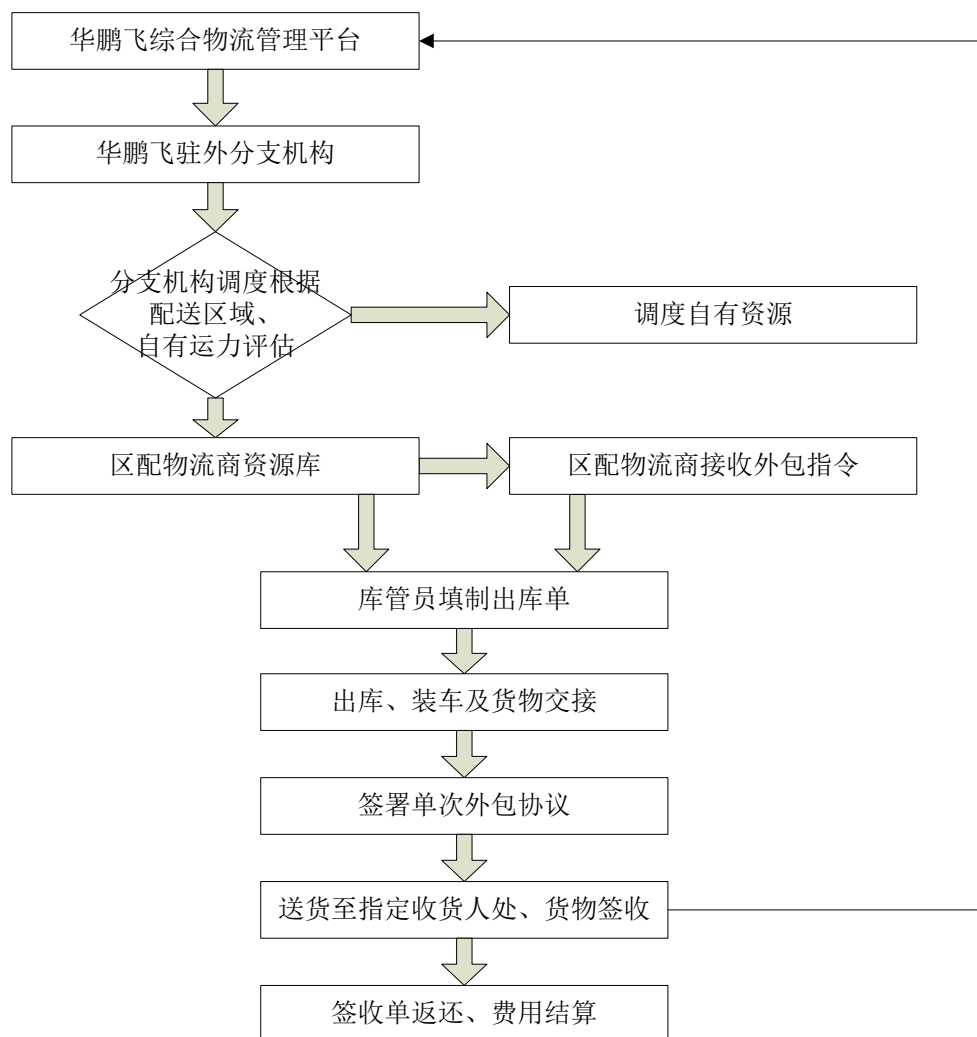 华鹏飞综合物流管理平台
华鹏飞驻外分支机构
分支机构调度根据
配送区域、
自有运力评估
调度自有资源
区配物流商资源库
区配物流商接收外包指令
库管员填制出库单
出库、装车及货物交接
签署单次外包协议
送货至指定收货人处、货物签收
签收单返还、费用结算